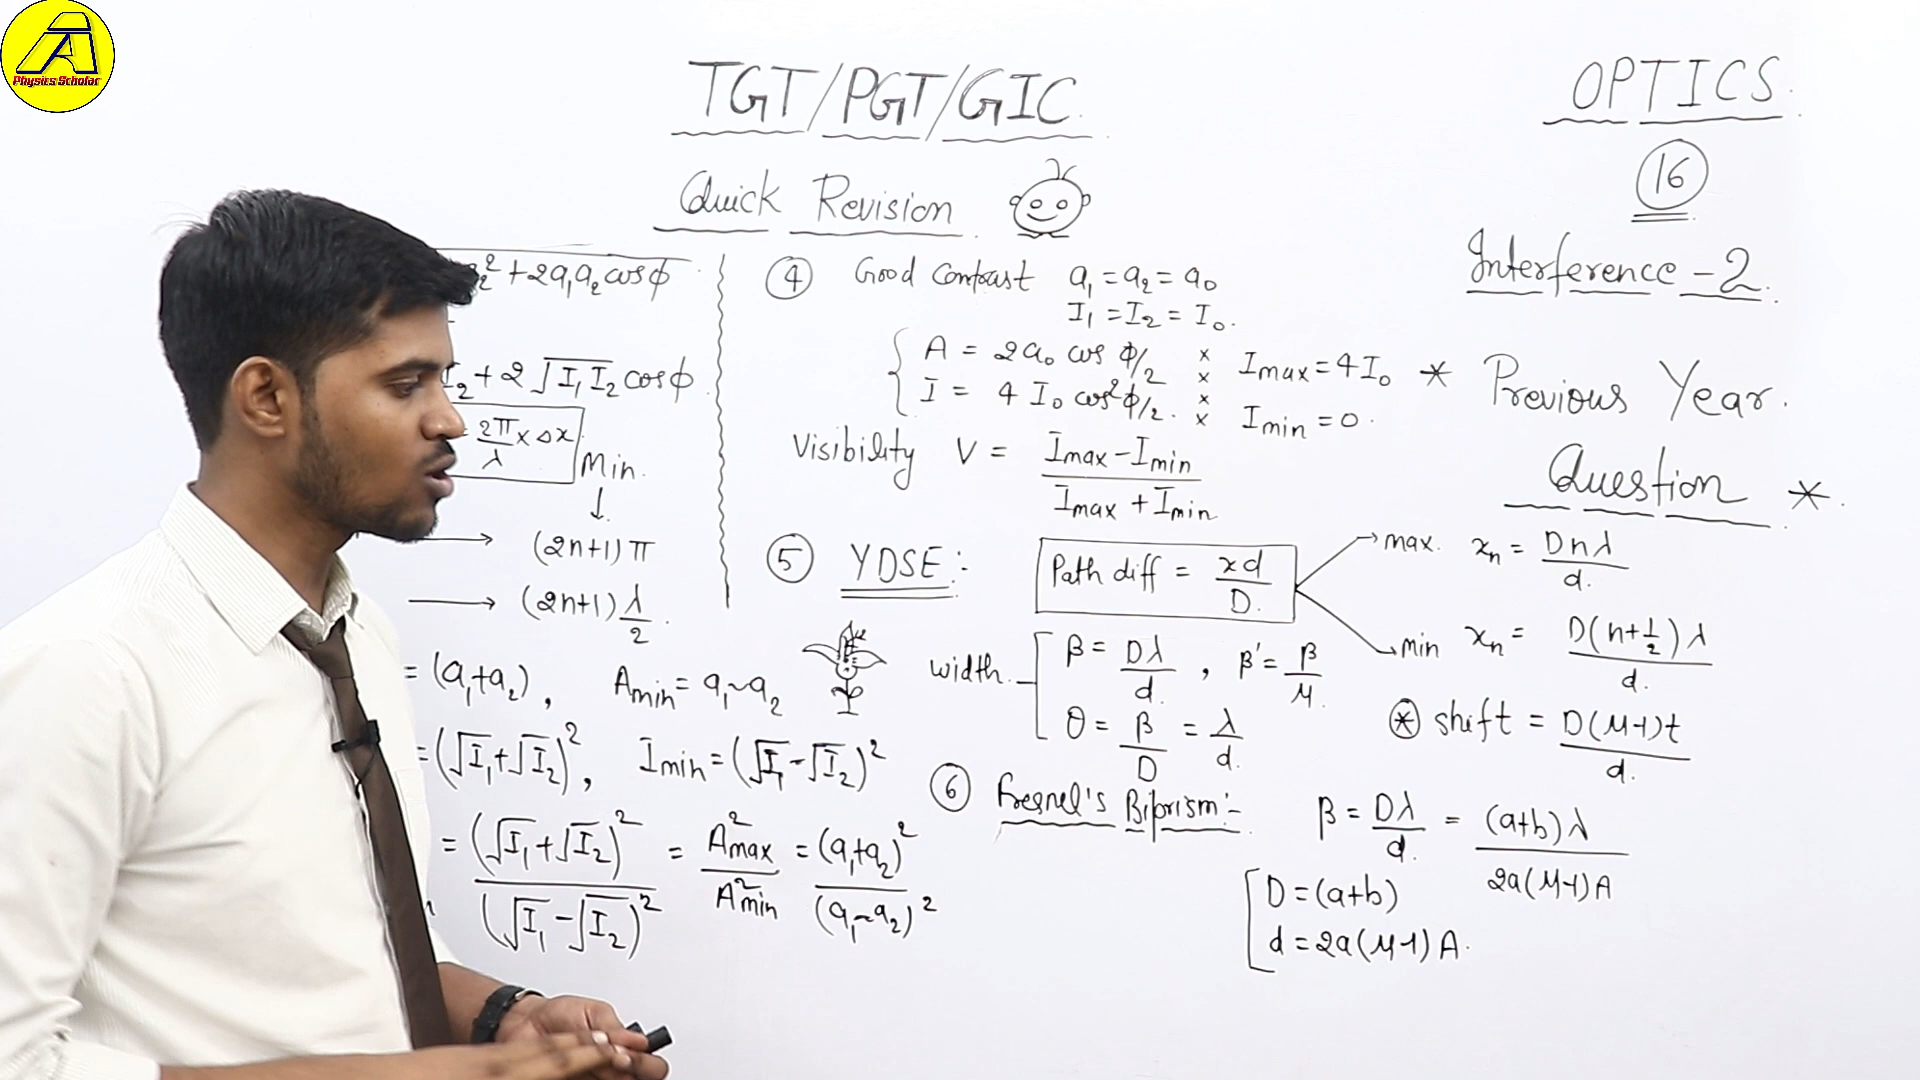 A
Physics Scholar
TGT/PGT/GIC.
Quick Revision
OPTICS.
16
Interference-2.
* Previous Year.
Question *
₂² + 2a₁a₂ cosφ
I₂ + 2√(I₁I₂) cosφ
= 2π/λ × Δx
Min.
↓
→ (2n+1)π
→ (2n+1)λ/2.
= (a₁+a₂), Amin = a₁~a₂
= (√I₁+√I₂)², Imin = (√I₁-√I₂)²
= (√I₁+√I₂)²/(√I₁-√I₂)² = A²max/A²min = (a₁+a₂)²/(a₁~a₂)²
④ Good Contrast a₁ = a₂ = a₀
I₁ = I₂ = I₀.
A = 2a₀ cos φ/2 Imax = 4I₀
I = 4 I₀ cos²φ/2. Imin = 0.
Visibility V = (Imax - Imin)/(Imax + Imin)
⑤ YDSE:-
Path diff = xd/D.
→ max. xₙ = Dnλ/d.
→ min xₙ = D(n+½)λ/d.
width. β = Dλ/d, β' = β/μ.
θ = β/D = λ/d.
⊛ shift = D(μ-1)t/d.
⑥ Fresnel's Biprism:- β = Dλ/d. = (a+b)λ/2a(μ-1)A
D = (a+b)
d = 2a(μ-1)A.